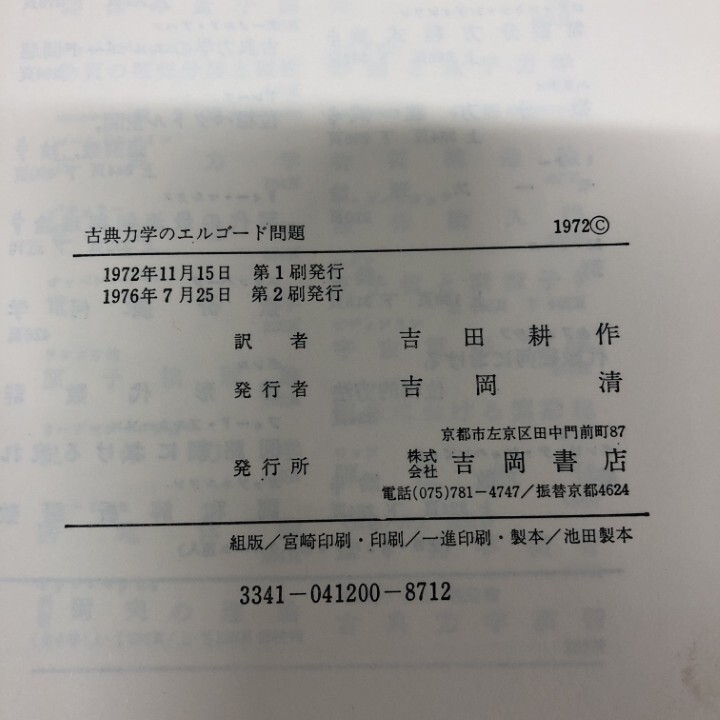 古典力学のエルゴード問題 1972©
1972年11月15日 第1刷発行
1976年7月25日 第2刷発行
訳者 吉田耕作
発行者 吉岡清
京都市左京区田中門前町87
発行所 株式会社 吉岡書店
電話(075)781-4747/振替京都4624
組版/宮崎印刷・印刷/一進印刷・製本/池田製本
3341-041200-8712